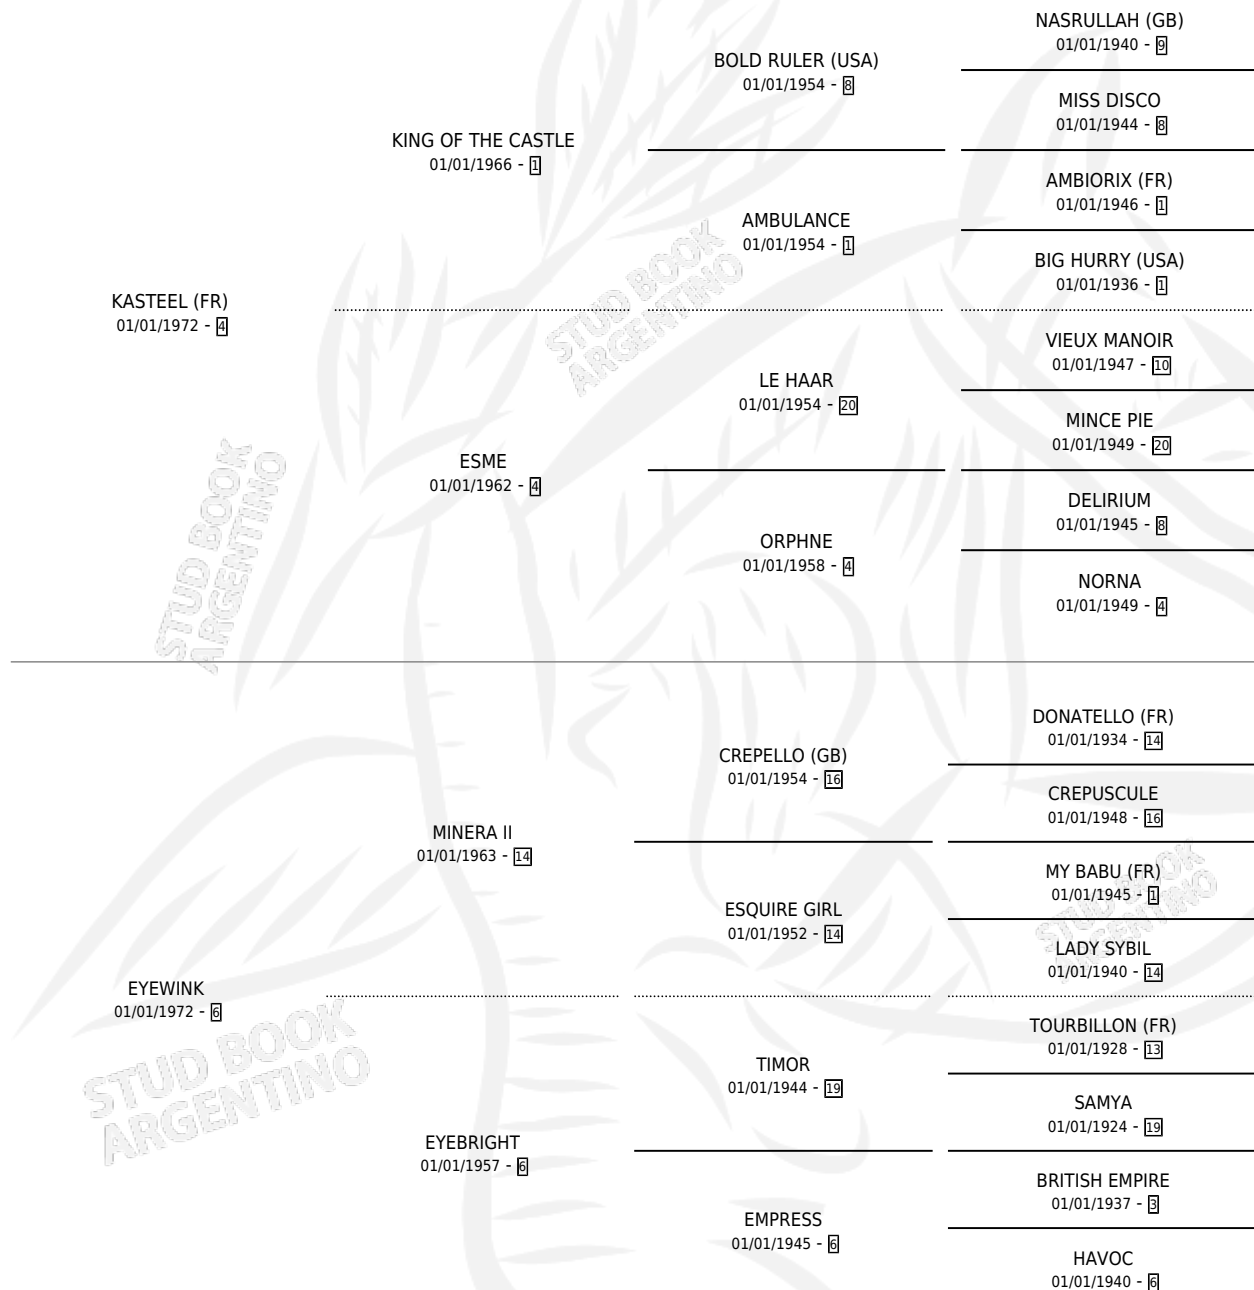 NASRULLAH (GB)
01/01/1940 - 9
BOLD RULER (USA)
01/01/1954 - 8
MISS DISCO
01/01/1944 - 8
KING OF THE CASTLE
01/01/1966 - 1
AMBIORIX (FR)
01/01/1946 - 1
AMBULANCE
01/01/1954 - 1
BIG HURRY (USA)
01/01/1936 - 1
KASTEEL (FR)
01/01/1972 - 4
VIEUX MANOIR
01/01/1947 - 10
LE HAAR
01/01/1954 - 20
MINCE PIE
01/01/1949 - 20
ESME
01/01/1962 - 4
DELIRIUM
01/01/1945 - 8
ORPHNE
01/01/1958 - 4
NORNA
01/01/1949 - 4
STUD BOOK
ARGENTINO
STUD BOOK
ARGENTINO
DONATELLO (FR)
01/01/1934 - 14
CREPELLO (GB)
01/01/1954 - 16
CREPUSCULE
01/01/1948 - 16
MINERA II
01/01/1963 - 14
MY BABU (FR)
01/01/1945 - 1
ESQUIRE GIRL
01/01/1952 - 14
LADY SYBIL
01/01/1940 - 14
STUD BOOK
ARGENTINO
EYEWINK
01/01/1972 - 6
TOURBILLON (FR)
01/01/1928 - 13
TIMOR
01/01/1944 - 19
SAMYA
01/01/1924 - 19
STUD BOOK
ARGENTINO
EYEBRIGHT
01/01/1957 - 6
BRITISH EMPIRE
01/01/1937 - 3
EMPRESS
01/01/1945 - 6
HAVOC
01/01/1940 - 6